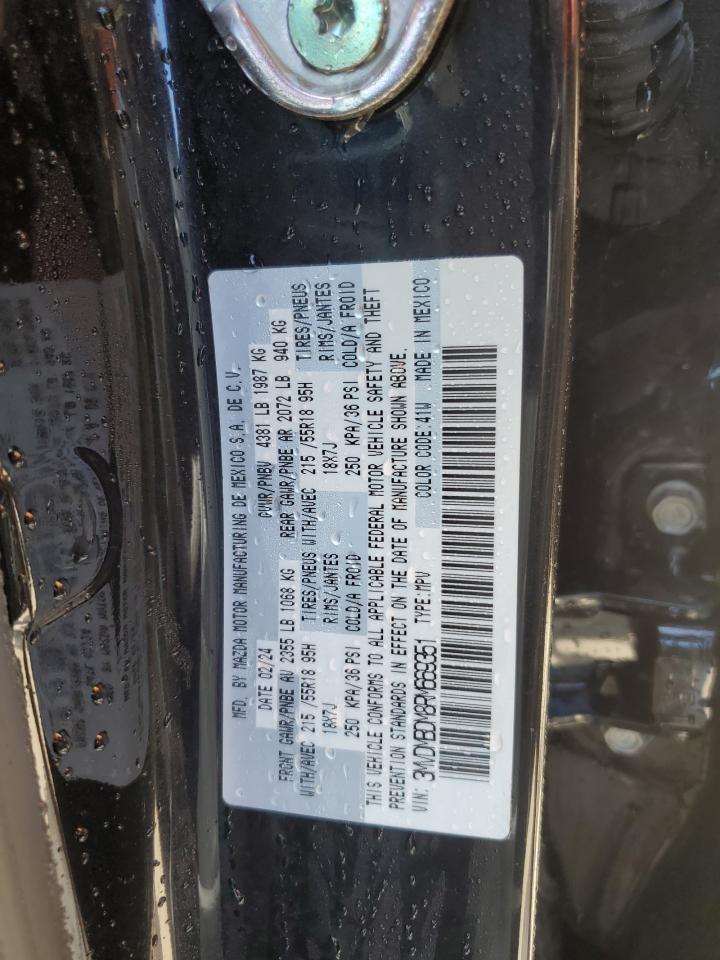 MFD. BY MAZDA MOTOR MANUFACTURING DE MEXICO S.A. DE C.V.
DATE 02/24 GVWR/PNBV 4381 LB 1987 KG
FRONT GAWR/PNBE AV 2355 LB 1068 KG REAR GAWR/PNBE AR 2072 LB 940 KG
WITH/AVEC 215 /55R18 95H TIRES/PNEUS WITH/AVEC 215 /55R18 95H TIRES/PNEUS
18X7J RIMS/JANTES 18X7J RIMS/JANTES
250 KPA/36 PSI COLD/A FROID 250 KPA/36 PSI COLD/A FROID
THIS VEHICLE CONFORMS TO ALL APPLICABLE FEDERAL MOTOR VEHICLE SAFETY AND THEFT
PREVENTION STANDARDS IN EFFECT ON THE DATE OF MANUFACTURE SHOWN ABOVE.
VIN: 3MVDMBDM8RM669351 TYPE:MPV COLOR CODE:41W MADE IN MEXICO